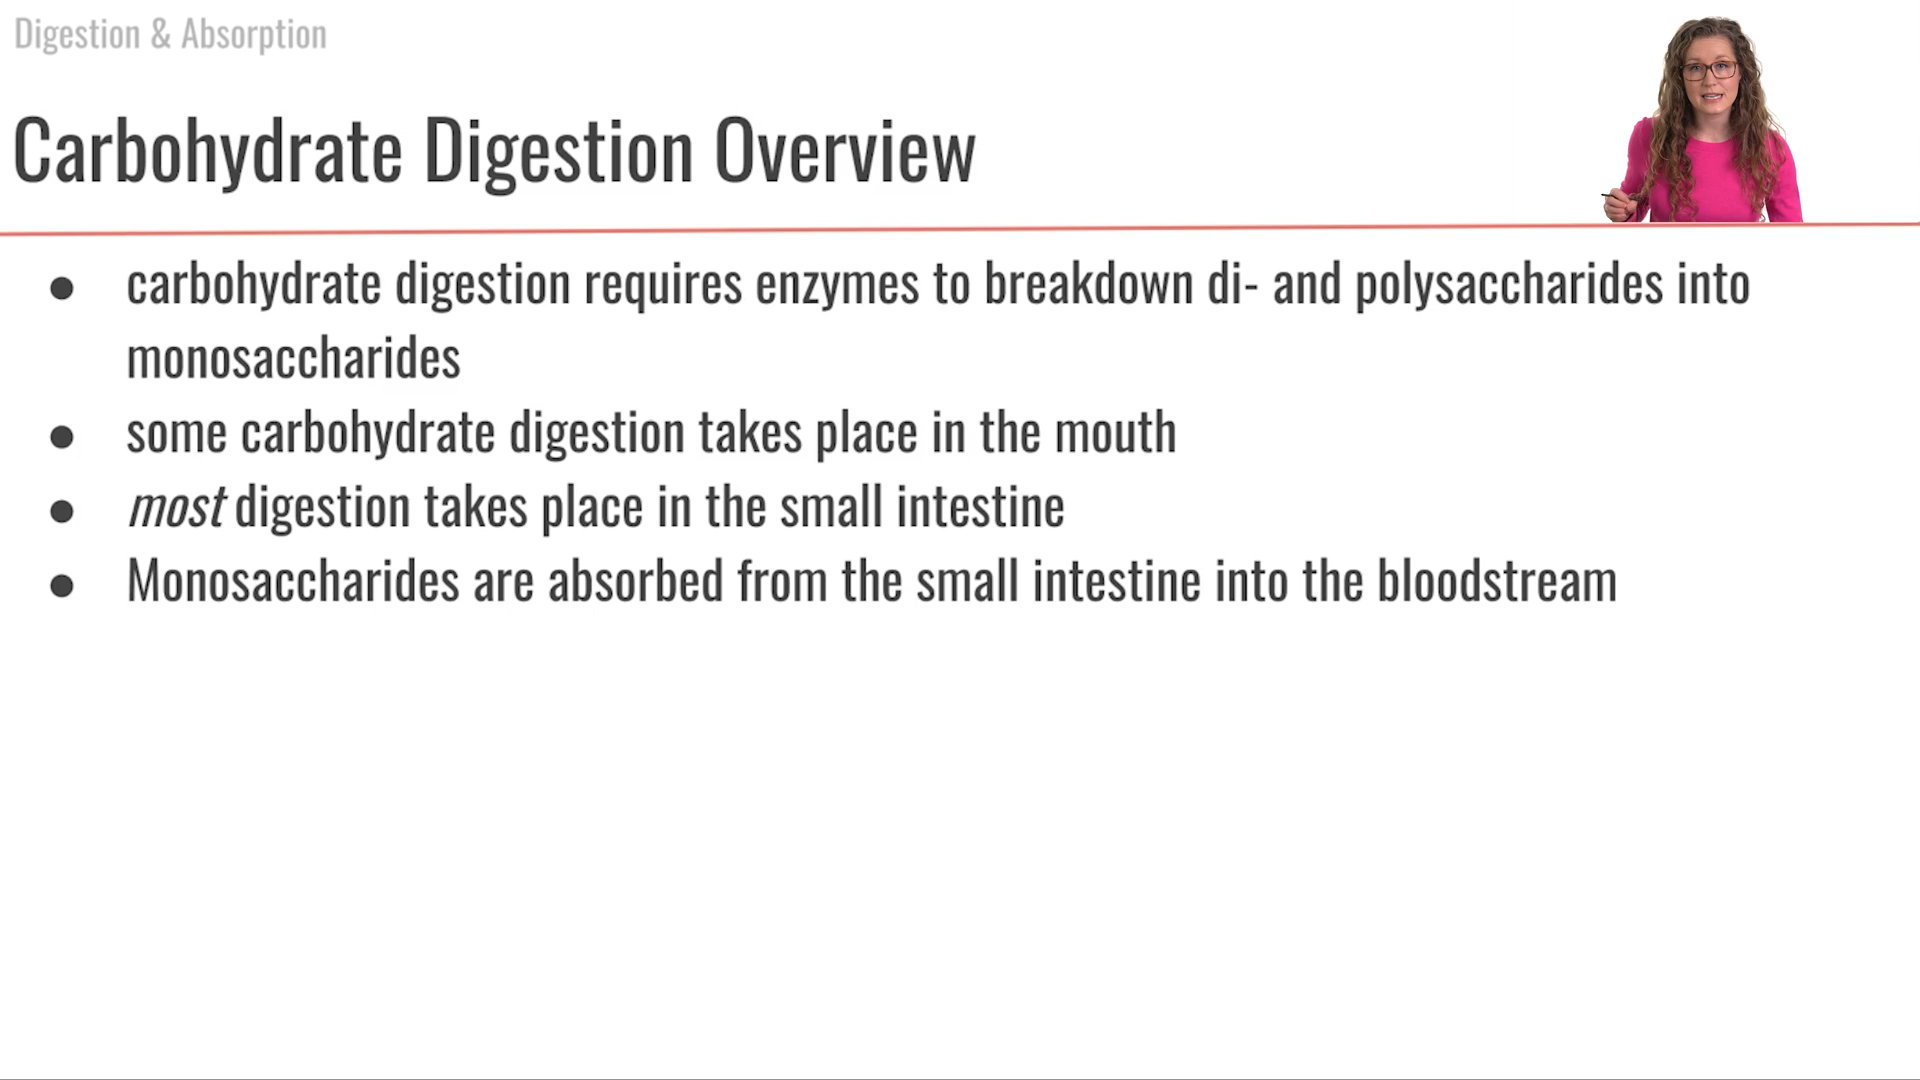 Digestion & Absorption
Carbohydrate Digestion Overview
● carbohydrate digestion requires enzymes to breakdown di- and polysaccharides into
monosaccharides
● some carbohydrate digestion takes place in the mouth
● most digestion takes place in the small intestine
● Monosaccharides are absorbed from the small intestine into the bloodstream